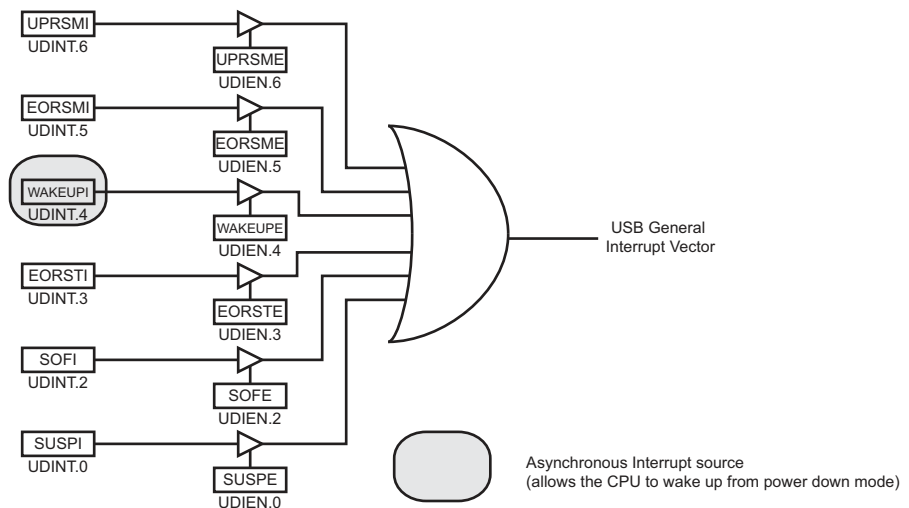 UPRSMI
UDINT.6
UPRSME
UDIEN.6
EORSMI
UDINT.5
EORSME
UDIEN.5
WAKEUPI
UDINT.4
WAKEUPE
UDIEN.4
EORSTI
UDINT.3
EORSTE
UDIEN.3
SOFI
UDINT.2
SOFE
UDIEN.2
SUSPI
UDINT.0
SUSPE
UDIEN.0
USB General
Interrupt Vector
Asynchronous Interrupt source
(allows the CPU to wake up from power down mode)